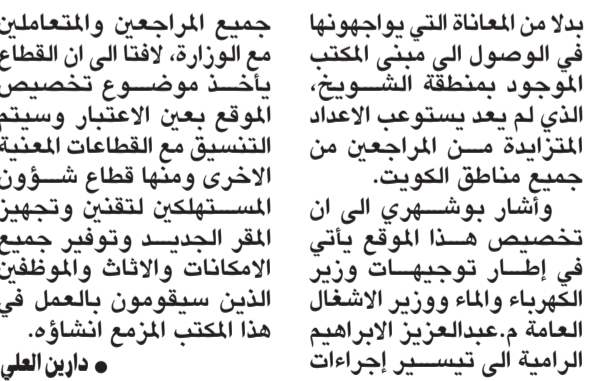 بدلا من المعاناة التي يواجهونها
في الوصول الى مبنى المكتب
الموجود بمنطقة الشويخ،
الذي لم يعد يستوعب الاعداد
المتزايدة من المراجعين من
جميع مناطق الكويت.
وأشار بوشهري الى ان
تخصيص هذا الموقع يأتي
في إطار توجيهات وزير
الكهرباء والماء ووزير الاشغال
العامة م.عبدالعزيز الابراهيم
الرامية الى تيسير إجراءات
جميع المراجعين والمتعاملين
مع الوزارة، لافتا الى ان القطاع
يأخذ موضوع تخصيص
الموقع بعين الاعتبار وسيتم
التنسيق مع القطاعات المعنية
الاخرى ومنها قطاع شؤون
المستهلكين لتقنين وتجهيز
المقر الجديد وتوفير جميع
الامكانات والاثاث والموظفين
الذين سيقومون بالعمل في
هذا المكتب المزمع انشاؤه.
● دارين العلي